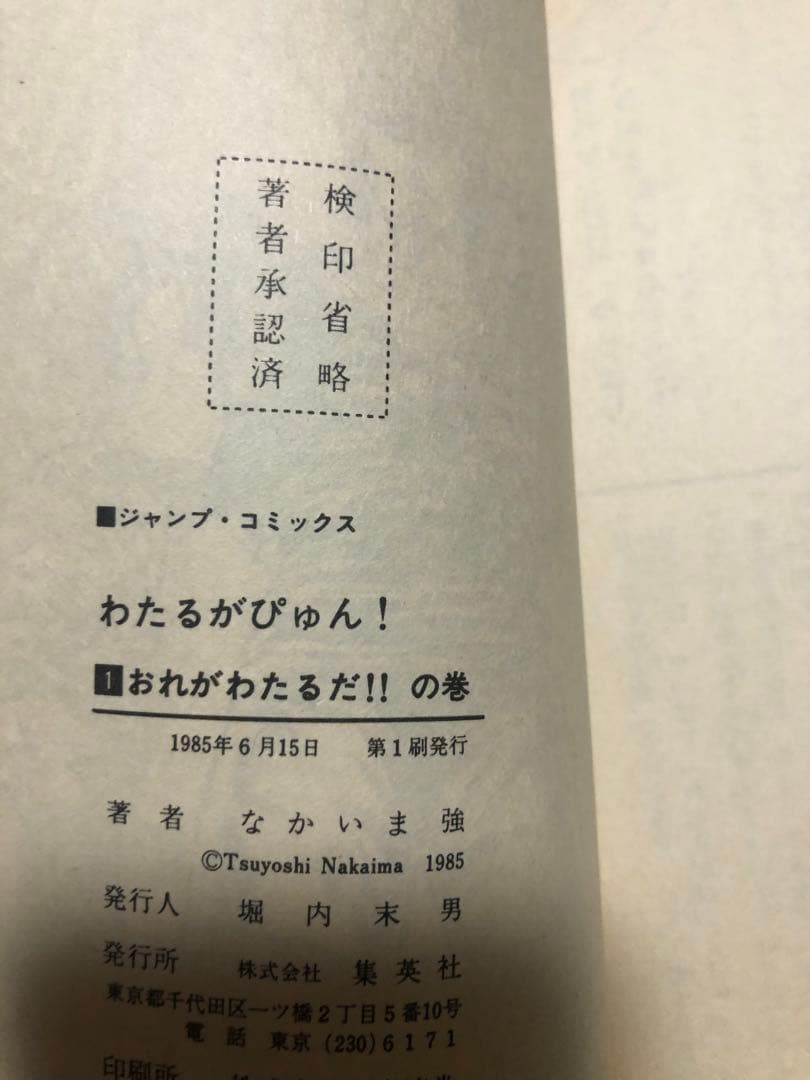 検印省略
著者承認済
■ジャンプ・コミックス
わたるがぴゅん!
1おれがわたるだ!! の巻
1985年6月15日 第1刷発行
著者 なかいま強
©Tsuyoshi Nakaima 1985
発行人 堀内末男
発行所 株式会社 集英社
東京都千代田区一ツ橋2丁目5番10号
電話 東京 (230) 6171
印刷所